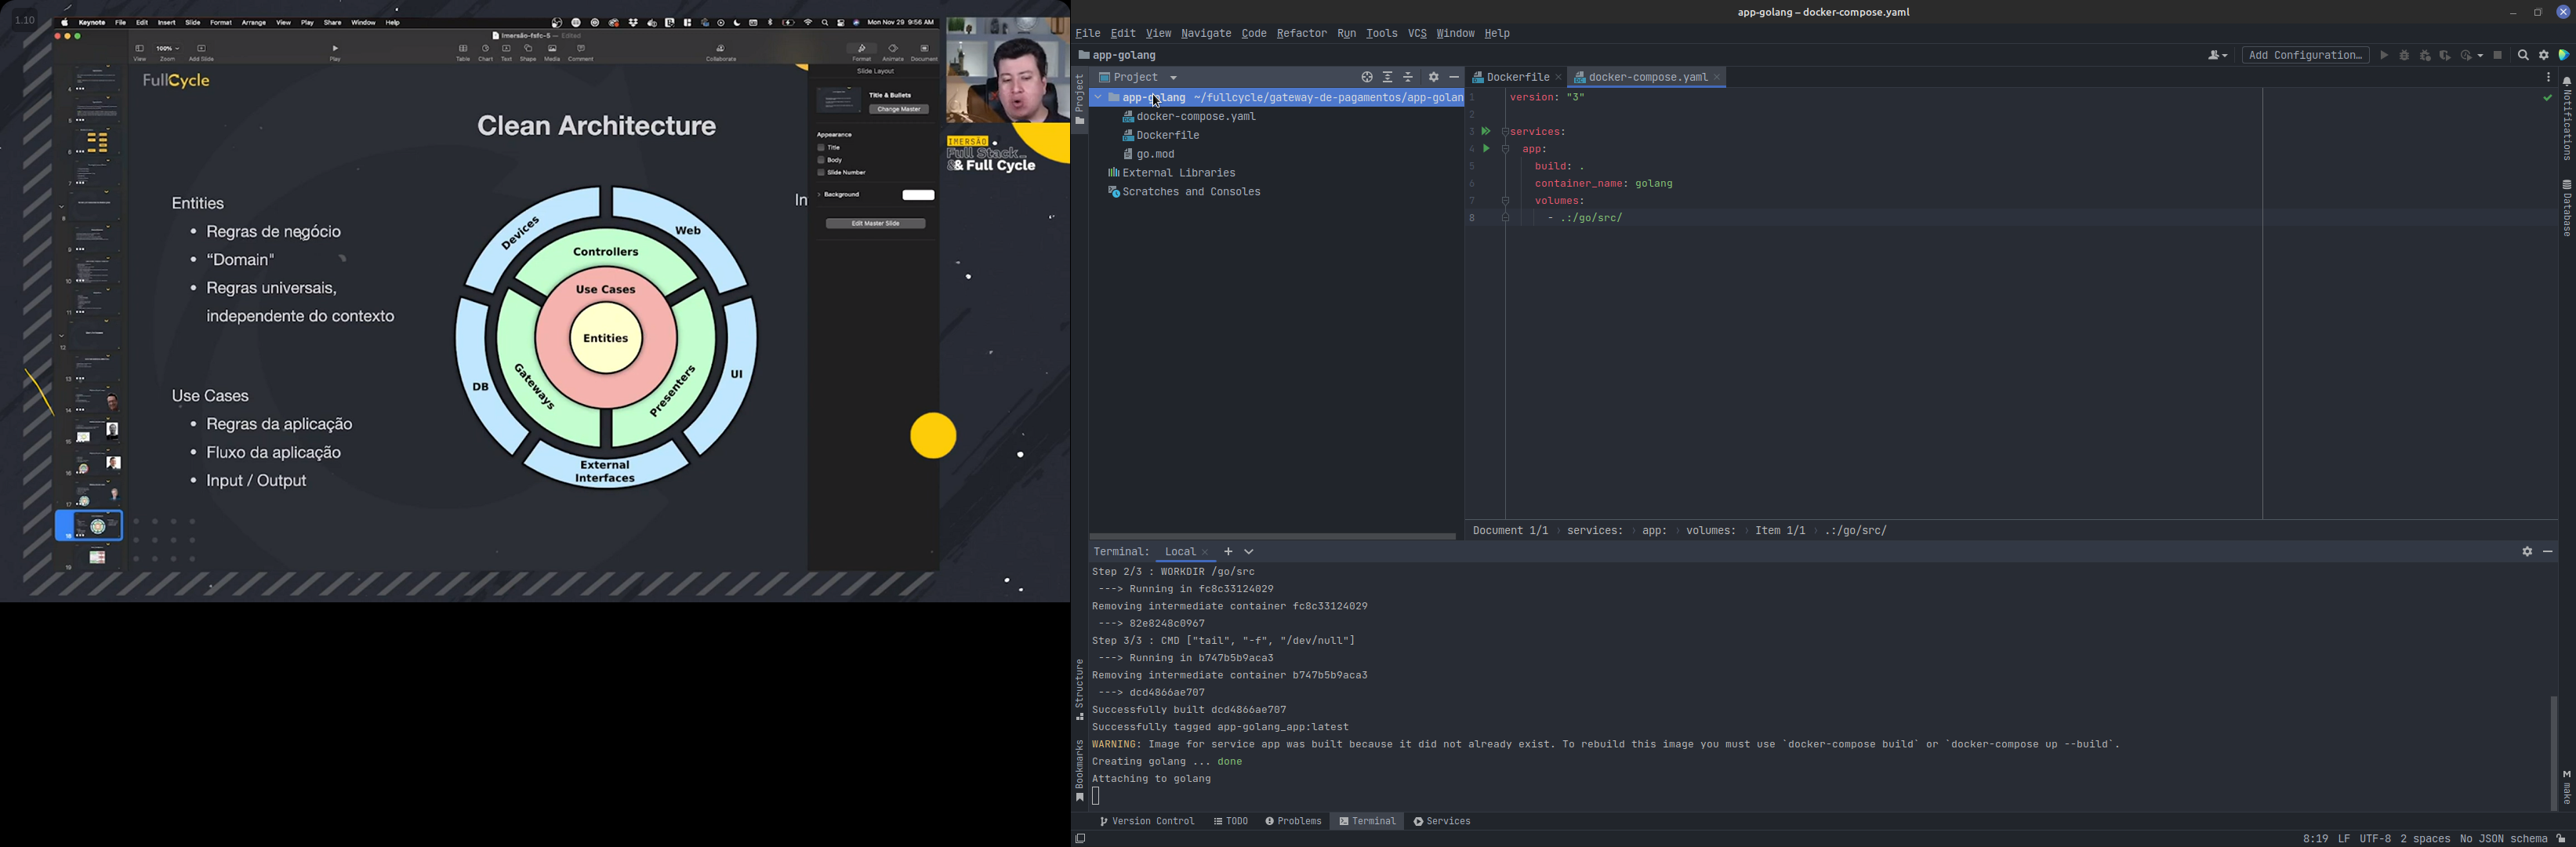 1.10
Keynote File Edit Insert Slide Format Arrange View Play Share Window Help
Mon Nov 29 9:56 AM
Imersão-fsfc-5 — Edited
100%
View Zoom Add Slide
Play
Table Chart Text Shape Media Comment
Collaborate
Format Animate Document
Slide Layout
Title & Bullets
Change Master
Appearance
Title
Body
Slide Number
Background
Edit Master Slide
FullCycle
Clean Architecture
Entities
• Regras de negócio
• “Domain"
• Regras universais,
independente do contexto
Use Cases
• Regras da aplicação
• Fluxo da aplicação
• Input / Output
In
Devices
Web
Controllers
Use Cases
Entities
Gateways
Presenters
DB
UI
External
Interfaces
IMERSÃO
Full Stack
&& Full Cycle
app-golang – docker-compose.yaml
File Edit View Navigate Code Refactor Run Tools VCS Window Help
app-golang
Add Configuration...
Project
Project
Dockerfile
docker-compose.yaml
app-golang ~/fullcycle/gateway-de-pagamentos/app-golan
docker-compose.yaml
Dockerfile
go.mod
External Libraries
Scratches and Consoles
1 version: "3"
2
3 services:
4 app:
5 build: .
6 container_name: golang
7 volumes:
8 - .:/go/src/
Notifications
Database
Document 1/1 › services: › app: › volumes: › Item 1/1 › .:/go/src/
Terminal: Local
Step 2/3 : WORKDIR /go/src
---> Running in fc8c33124029
Removing intermediate container fc8c33124029
---> 82e8248c0967
Step 3/3 : CMD ["tail", "-f", "/dev/null"]
---> Running in b747b5b9aca3
Removing intermediate container b747b5b9aca3
---> dcd4866ae707
Successfully built dcd4866ae707
Successfully tagged app-golang_app:latest
WARNING: Image for service app was built because it did not already exist. To rebuild this image you must use `docker-compose build` or `docker-compose up --build`.
Creating golang ... done
Attaching to golang
Structure
Bookmarks
make
Version Control TODO Problems Terminal Services
8:19 LF UTF-8 2 spaces No JSON schema